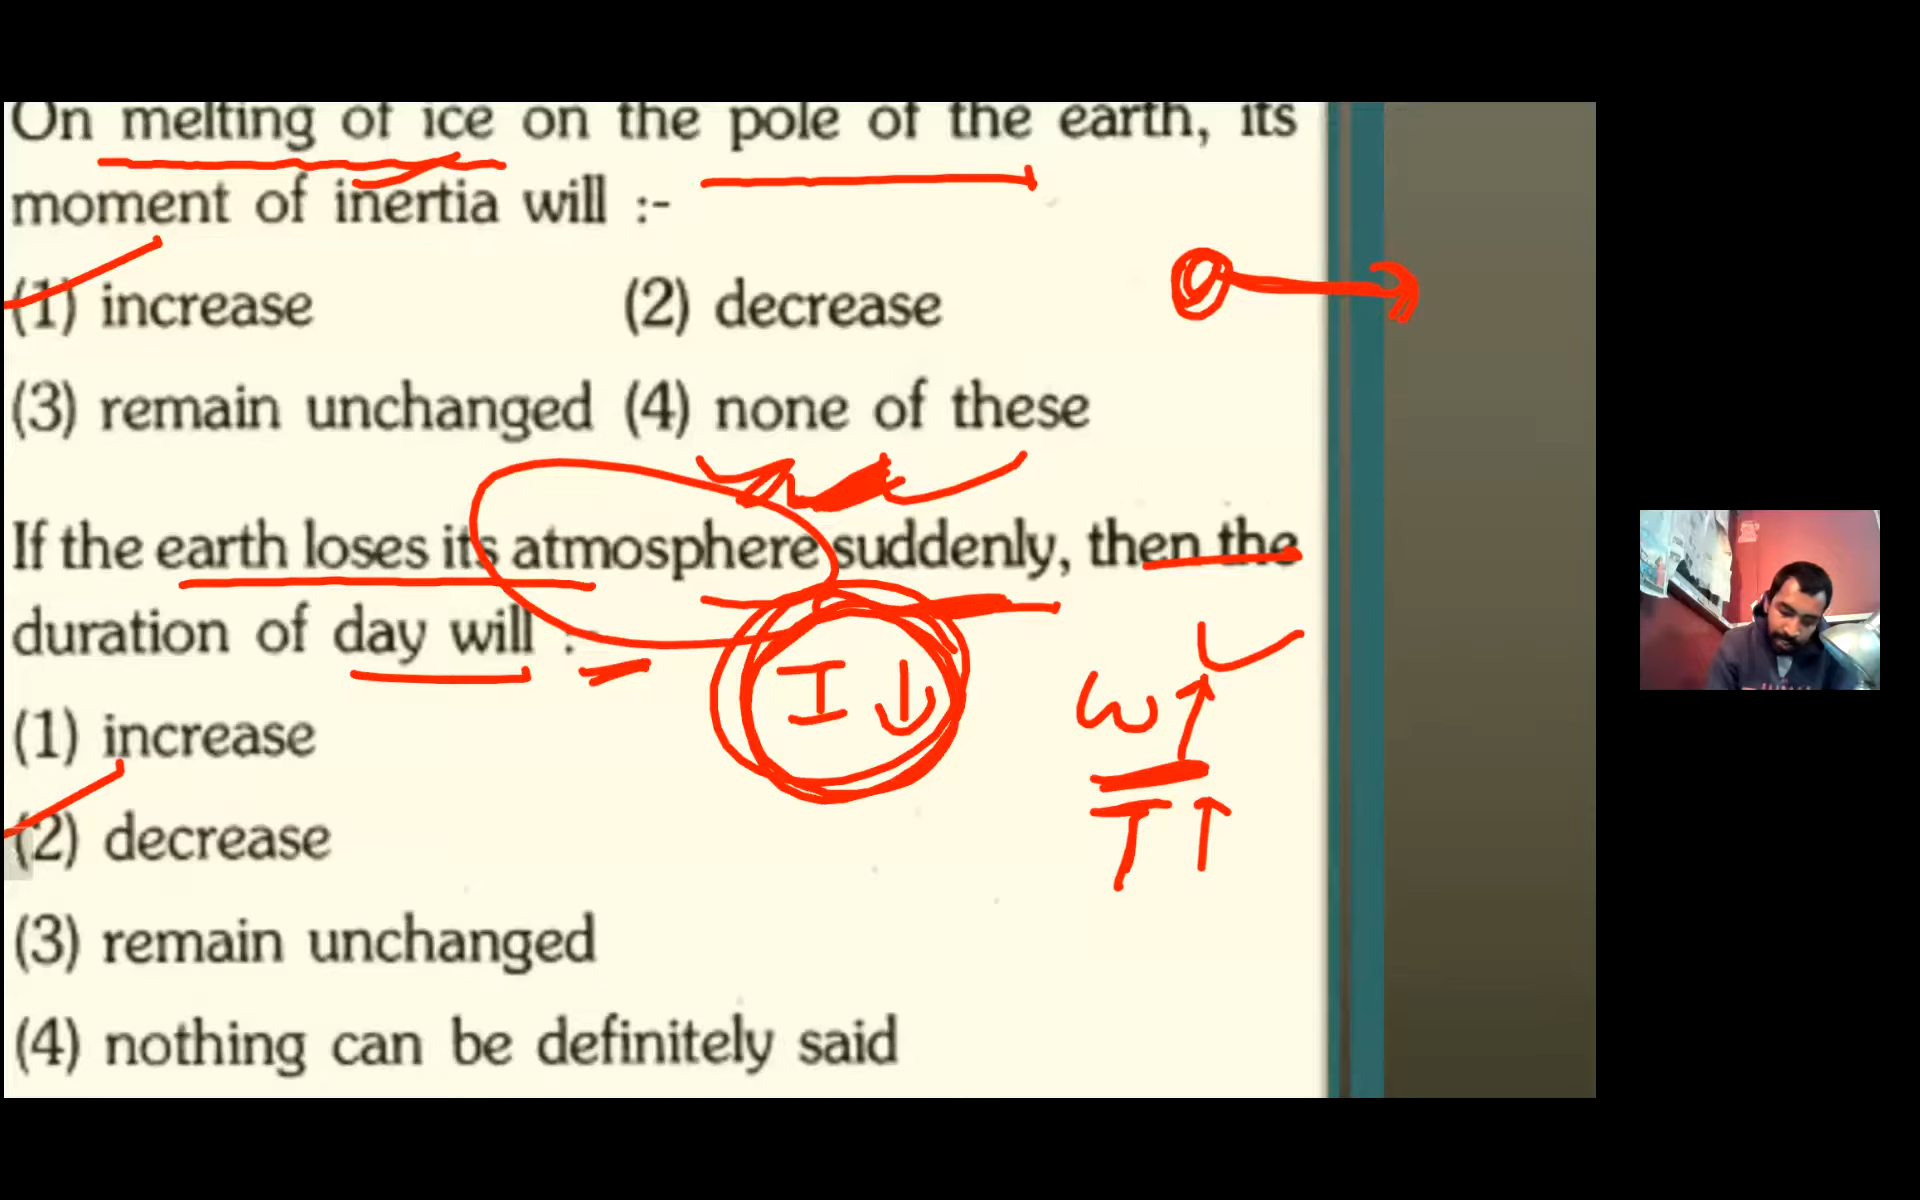 On melting of ice on the pole of the earth, its
moment of inertia will :-
(1) increase (2) decrease
(3) remain unchanged (4) none of these
If the earth loses its atmosphere suddenly, then the
duration of day will :-
I ↓
ω ↑
(1) increase
T ↑
(2) decrease
(3) remain unchanged
(4) nothing can be definitely said